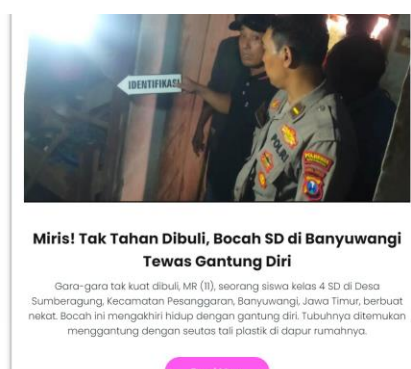 IDENTIFIKASI
POLRI
Miris! Tak Tahan Dibuli, Bocah SD di Banyuwangi
Tewas Gantung Diri
Gara-gara tak kuat dibuli, MR (11), seorang siswa kelas 4 SD di Desa
Sumberagung, Kecamatan Pesanggaran, Banyuwangi, Jawa Timur, berbuat
nekat. Bocah ini mengakhiri hidup dengan gantung diri. Tubuhnya ditemukan
menggantung dengan seutas tali plastik di dapur rumahnya.